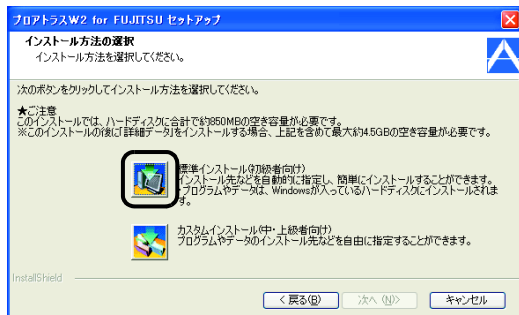 プロアトラスW2 for FUJITSU セットアップ
インストール方法の選択
インストール方法を選択してください。
次のボタンをクリックしてインストール方法を選択してください。
★ご注意
このインストールでは、ハードディスクに合計で約850MBの空き容量が必要です。
※このインストールの後に「詳細データ」をインストールする場合、上記を含めて最大約4.5GBの空き容量が必要です。
標準インストール(初級者向け)
インストール先などを自動的に指定し、簡単にインストールすることができます。
・プログラムやデータは、Windowsが入っているハードディスクにインストールされま
す。
カスタムインストール(中・上級者向け)
プログラムやデータのインストール先などを自由に指定することができます。
InstallShield
< 戻る(B)
次へ (N)>
キャンセル